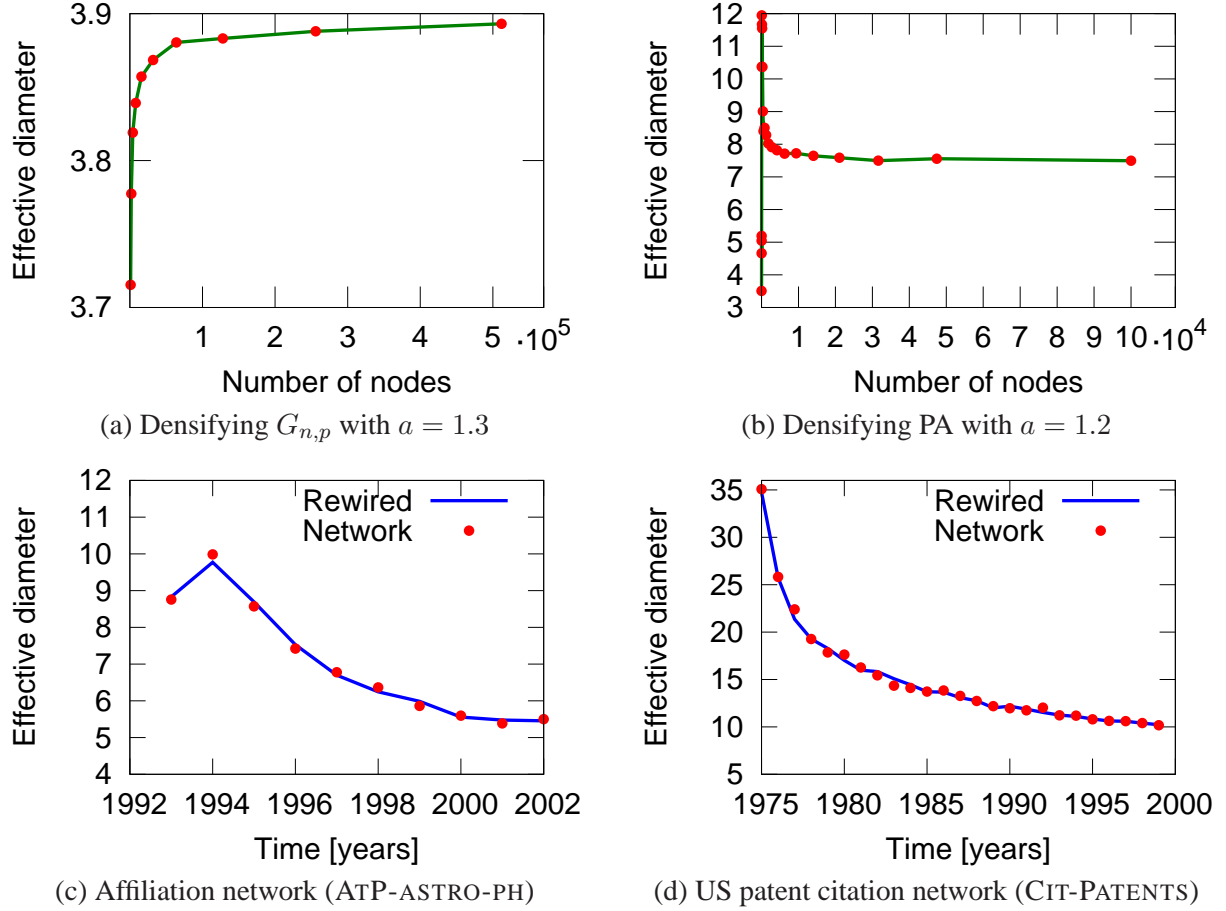 3.9
3.8
3.7
Effective diameter
1 2 3 4 5 ·10^5
Number of nodes
(a) Densifying G_{n,p} with a = 1.3
12
11
10
9
8
7
6
5
4
3
Effective diameter
1 2 3 4 5 6 7 8 9 10 ·10^4
Number of nodes
(b) Densifying PA with a = 1.2
12
11
10
9
8
7
6
5
4
Effective diameter
Rewired
Network
1992 1994 1996 1998 2000 2002
Time [years]
(c) Affiliation network (ATP-ASTRO-PH)
35
30
25
20
15
10
5
Effective diameter
Rewired
Network
1975 1980 1985 1990 1995 2000
Time [years]
(d) US patent citation network (CIT-PATENTS)